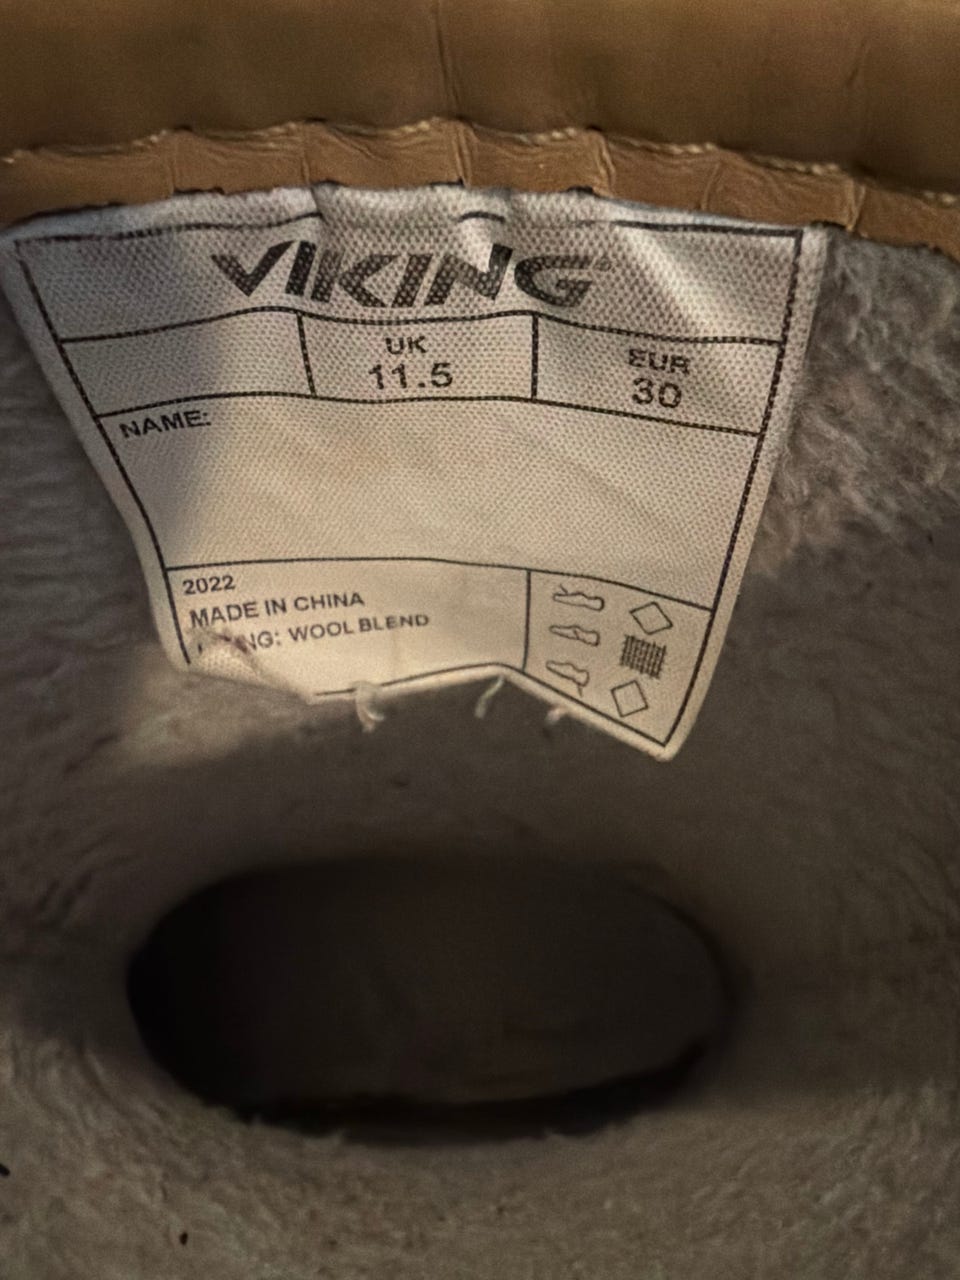 VIKING®
UK
11.5
EUR
30
NAME:
2022
MADE IN CHINA
WOOL BLEND